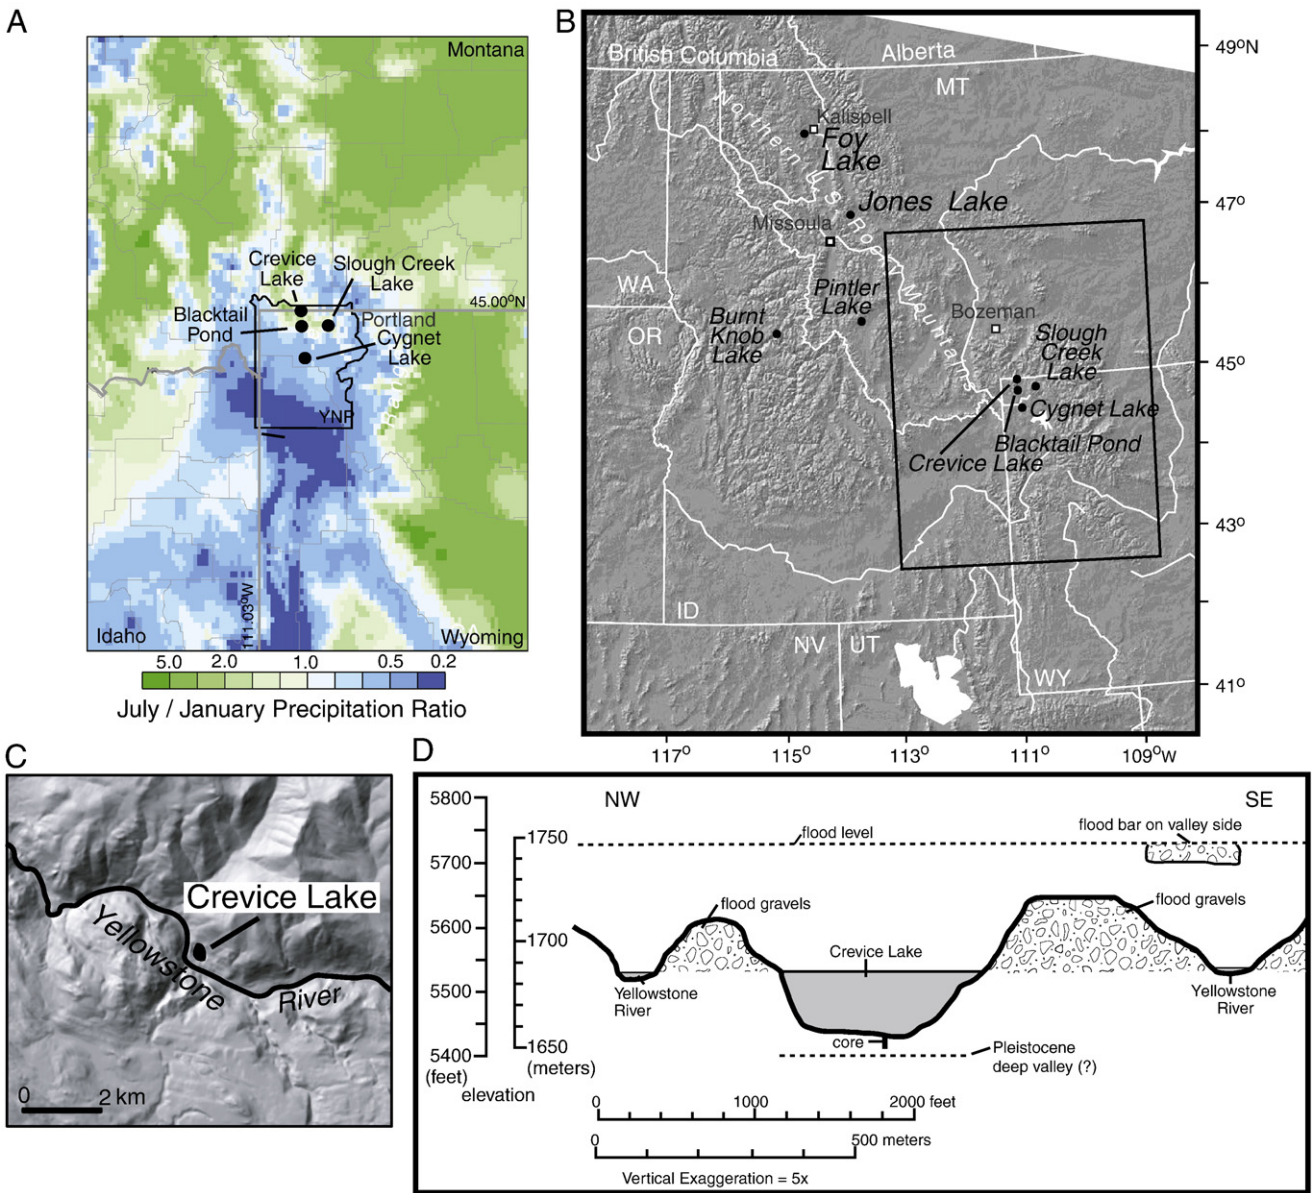 A
Montana
Crevice
Lake
Slough Creek
Lake
45.00°N
Blacktail
Pond
Portland
Cygnet
Lake
YNP
111.03°W
Idaho
Wyoming
5.0 2.0 1.0 0.5 0.2
July / January Precipitation Ratio
B
British Columbia
Alberta
MT
49°N
Northern U S Rocky Mountains
Kalispell
Foy
Lake
47°
Jones Lake
Missoula
WA
OR
Pintler
Lake
Burnt
Knob
Lake
Bozeman
Slough
Creek
Lake
45°
Cygnet Lake
Blacktail Pond
Crevice Lake
43°
ID
NV
UT
WY
41°
117° 115° 113° 111° 109°W
C
Crevice Lake
Yellowstone
River
0 2 km
D
5800
5700
5600
5500
5400
(feet)
1750
1700
1650
(meters)
elevation
NW
SE
flood level
flood bar on valley side
flood gravels
flood gravels
Crevice Lake
Yellowstone
River
Yellowstone
River
core
Pleistocene
deep valley (?)
0 1000 2000 feet
0 500 meters
Vertical Exaggeration = 5x